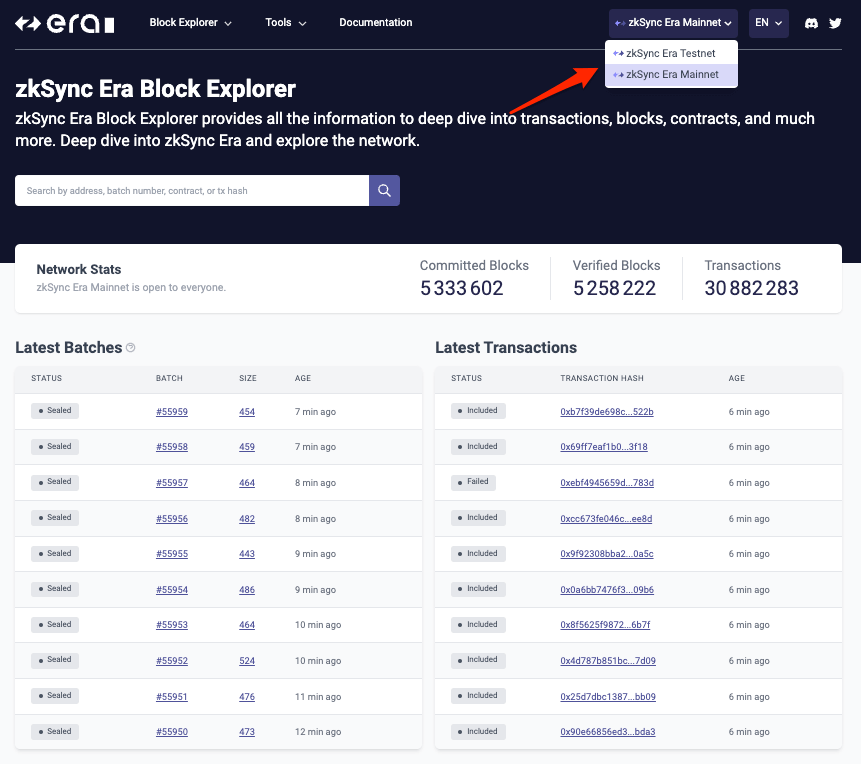 era
Block Explorer
Tools
Documentation
zkSync Era Mainnet
EN
zkSync Era Testnet
zkSync Era Mainnet
zkSync Era Block Explorer
zkSync Era Block Explorer provides all the information to deep dive into transactions, blocks, contracts, and much
more. Deep dive into zkSync Era and explore the network.
Search by address, batch number, contract, or tx hash
Network Stats
zkSync Era Mainnet is open to everyone.
Committed Blocks
5 333 602
Verified Blocks
5 258 222
Transactions
30 882 283
Latest Batches
STATUS BATCH SIZE AGE
Sealed #55959 454 7 min ago
Sealed #55958 459 7 min ago
Sealed #55957 464 8 min ago
Sealed #55956 482 8 min ago
Sealed #55955 443 9 min ago
Sealed #55954 486 9 min ago
Sealed #55953 464 10 min ago
Sealed #55952 524 10 min ago
Sealed #55951 476 11 min ago
Sealed #55950 473 12 min ago
Latest Transactions
STATUS TRANSACTION HASH AGE
Included 0xb7f39de698c...522b 6 min ago
Included 0x69ff7eaf1b0...3f18 6 min ago
Failed 0xebf4945659d...783d 6 min ago
Included 0xcc673fe046c...ee8d 6 min ago
Included 0x9f92308bba2...0a5c 6 min ago
Included 0x0a6bb7476f3...09b6 6 min ago
Included 0x8f5625f9872...6b7f 6 min ago
Included 0x4d787b851bc...7d09 6 min ago
Included 0x25d7dbc1387...bb09 6 min ago
Included 0x90e66856ed3...bda3 6 min ago